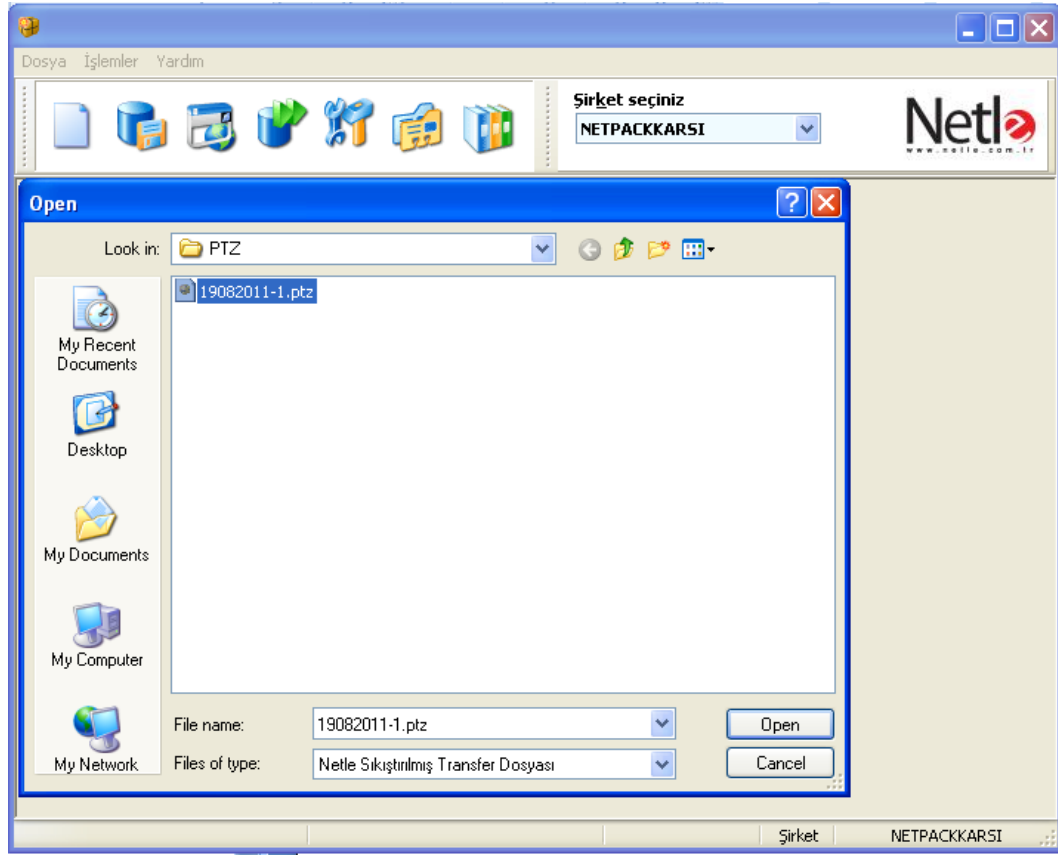 Dosya İşlemler Yardım
Şirket seçiniz
NETPACKKARSI
Netle
www.netle.com.tr
Open
Look in: PTZ
19082011-1.ptz
My Recent
Documents
Desktop
My Documents
My Computer
My Network
File name: 19082011-1.ptz Open
Files of type: Netle Sıkıştırılmış Transfer Dosyası Cancel
Şirket NETPACKKARSI